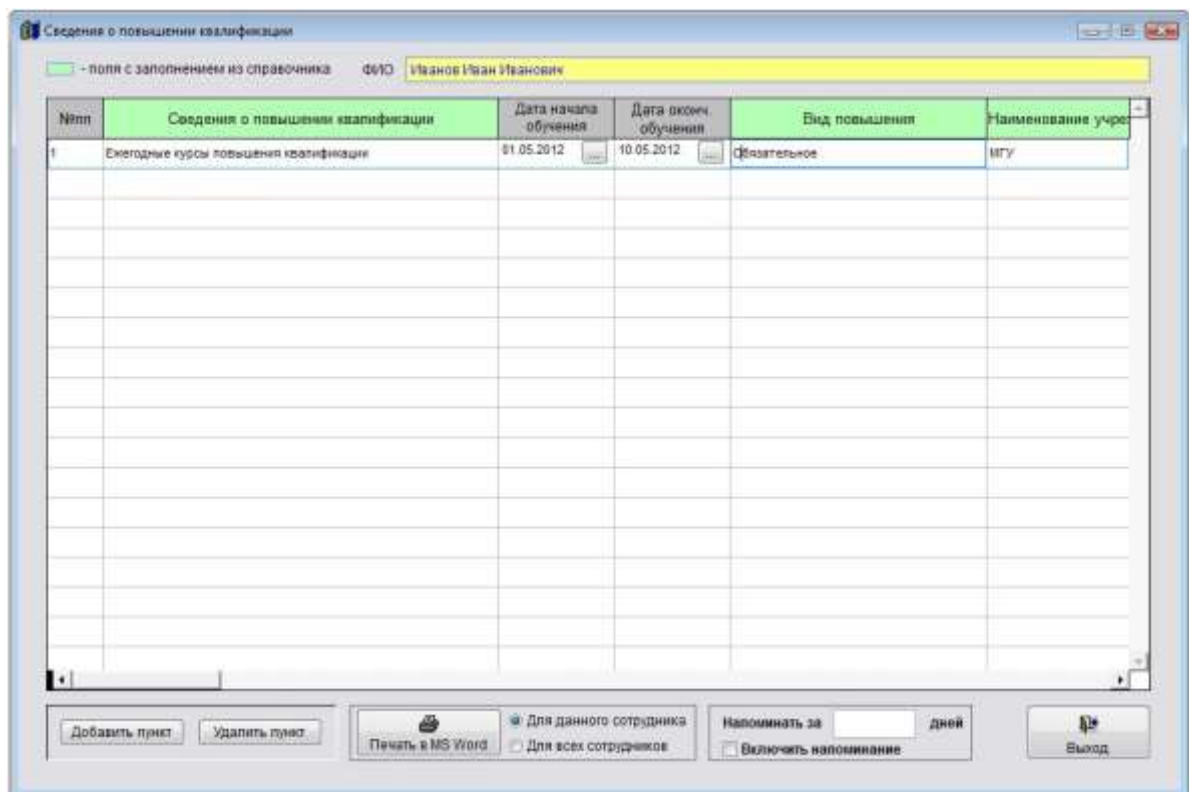 Сведения о повышении квалификации
- поля с заполнением из справочника ФИО Иванов Иван Иванович
№пп Сведения о повышении квалификации Дата начала обучения Дата оконч. обучения Вид повышения Наименование учре
1 Ежегодные курсы повышения квалификации 01.05.2012 ... 10.05.2012 ... Обязательное МГУ
Добавить пункт Удалить пункт Печать в MS Word Для данного сотрудника Для всех сотрудников Напоминать за дней Включить напоминание Выход